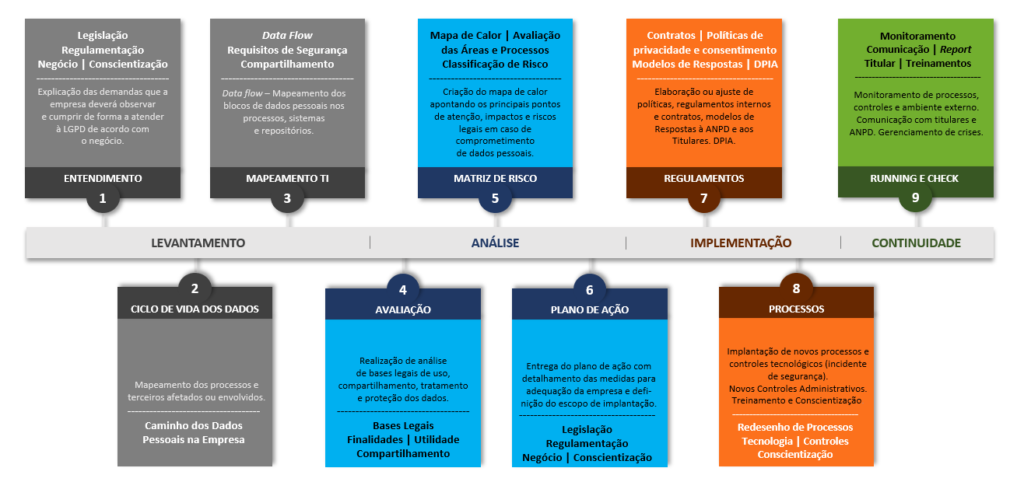 Legislação
Regulamentação
Negócio | Conscientização
Explicação das demandas que a
empresa deverá observar
e cumprir de forma a atender
à LGPD de acordo com
o negócio.
ENTENDIMENTO
1
Data Flow
Requisitos de Segurança
Compartilhamento
Data flow – Mapeamento dos
blocos de dados pessoais nos
processos, sistemas
e repositórios.
MAPEAMENTO TI
3
Mapa de Calor | Avaliação
das Áreas e Processos
Classificação de Risco
Criação do mapa de calor
apontando os principais pontos
de atenção, impactos e riscos
legais em caso de
comprometimento
de dados pessoais.
MATRIZ DE RISCO
5
Contratos | Políticas de
privacidade e consentimento
Modelos de Respostas | DPIA
Elaboração ou ajuste de
políticas, regulamentos internos
e contratos, modelos de
Respostas à ANPD e aos
Titulares. DPIA.
REGULAMENTOS
7
Monitoramento
Comunicação | Report
Titular | Treinamentos
Monitoramento de processos,
controles e ambiente externo.
Comunicação com titulares e
ANPD. Gerenciamento de crises.
RUNNING E CHECK
9
LEVANTAMENTO | ANÁLISE | IMPLEMENTAÇÃO | CONTINUIDADE
2
CICLO DE VIDA DOS DADOS
Mapeamento dos processos e
terceiros afetados ou envolvidos.
Caminho dos Dados
Pessoais na Empresa
4
AVALIAÇÃO
Realização de análise
de bases legais de uso,
compartilhamento, tratamento
e proteção dos dados.
Bases Legais
Finalidades | Utilidade
Compartilhamento
6
PLANO DE AÇÃO
Entrega do plano de ação com
detalhamento das medidas para
adequação da empresa e defi-
nição do escopo de implantação.
Legislação
Regulamentação
Negócio | Conscientização
8
PROCESSOS
Implantação de novos processos e
controles tecnológicos (incidente
de segurança).
Novos Controles Administrativos.
Treinamento e Conscientização
Redesenho de Processos
Tecnologia | Controles
Conscientização